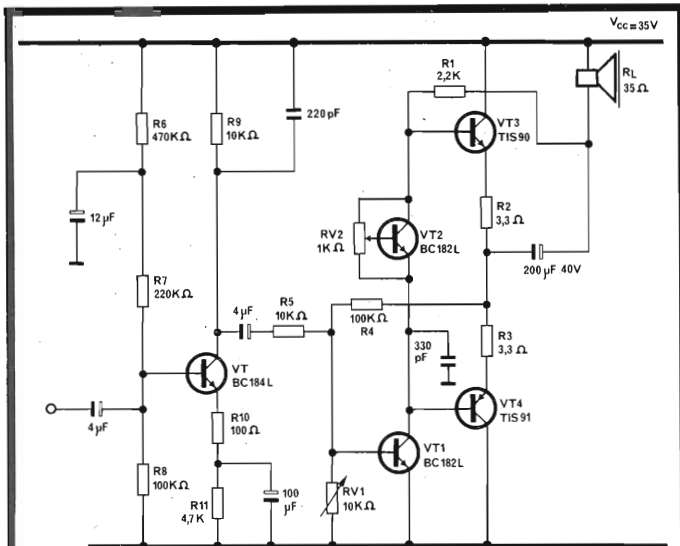 VCC = 35V
R1
2,2K
RL
35Ω
R6
470KΩ
R9
10KΩ
220pF
VT3
TIS90
12µF
RV2
1KΩ
VT2
BC182L
R2
3,3Ω
200µF 40V
R7
220KΩ
4µF
R5
10KΩ
100KΩ
R4
330
pF
R3
3,3Ω
VT
BC184L
VT4
TIS91
4µF
R10
100Ω
VT1
BC182L
R8
100KΩ
R11
4,7K
100
µF
RV1
10KΩ